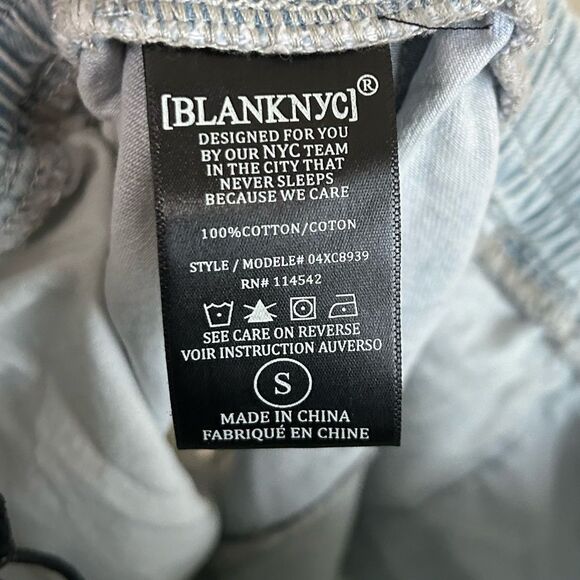 [BLANKNYC]®
DESIGNED FOR YOU
BY OUR NYC TEAM
IN THE CITY THAT
NEVER SLEEPS
BECAUSE WE CARE
100%COTTON/COTON
STYLE / MODELE# 04XC8939
RN# 114542
SEE CARE ON REVERSE
VOIR INSTRUCTION AUVERSO
S
MADE IN CHINA
FABRIQUÉ EN CHINE